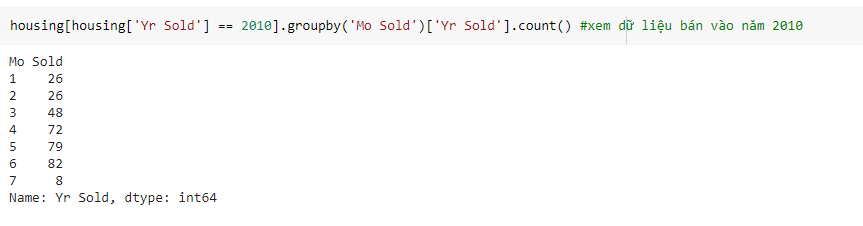 housing[housing['Yr Sold'] == 2010].groupby('Mo Sold')['Yr Sold'].count() #xem dữ liệu bán vào năm 2010
Mo Sold
1    26
2    26
3    48
4    72
5    79
6    82
7     8
Name: Yr Sold, dtype: int64